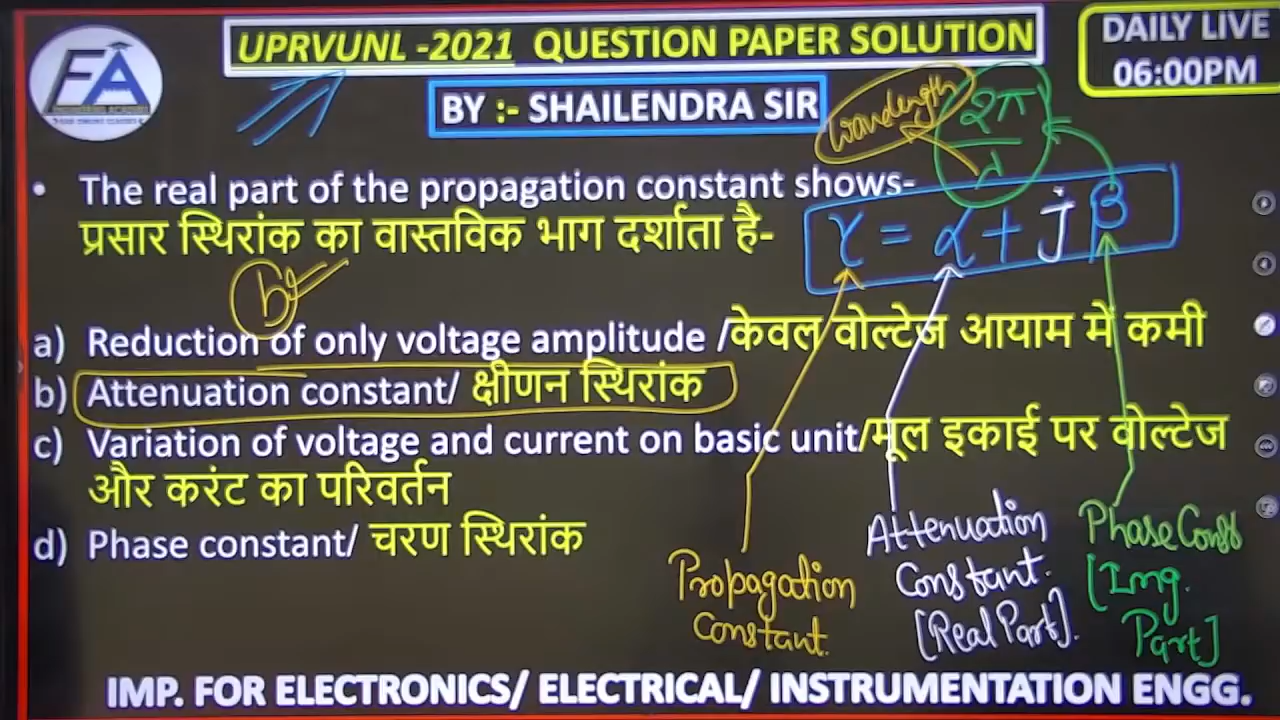 UPRVUNL -2021 QUESTION PAPER SOLUTION
DAILY LIVE
06:00PM
EA
BY :- SHAILENDRA SIR
Wavelength
2π
λ
• The real part of the propagation constant shows-
प्रसार स्थिरांक का वास्तविक भाग दर्शाता है-
γ = α + j β
b
a) Reduction of only voltage amplitude /केवल वोल्टेज आयाम में कमी
b) Attenuation constant/ क्षीणन स्थिरांक
c) Variation of voltage and current on basic unit/मूल इकाई पर वोल्टेज
और करंट का परिवर्तन
d) Phase constant/ चरण स्थिरांक
Propagation
Constant.
Attenuation
Constant.
[Real Part].
Phase Const
[Img.
Part]
IMP. FOR ELECTRONICS/ ELECTRICAL/ INSTRUMENTATION ENGG.